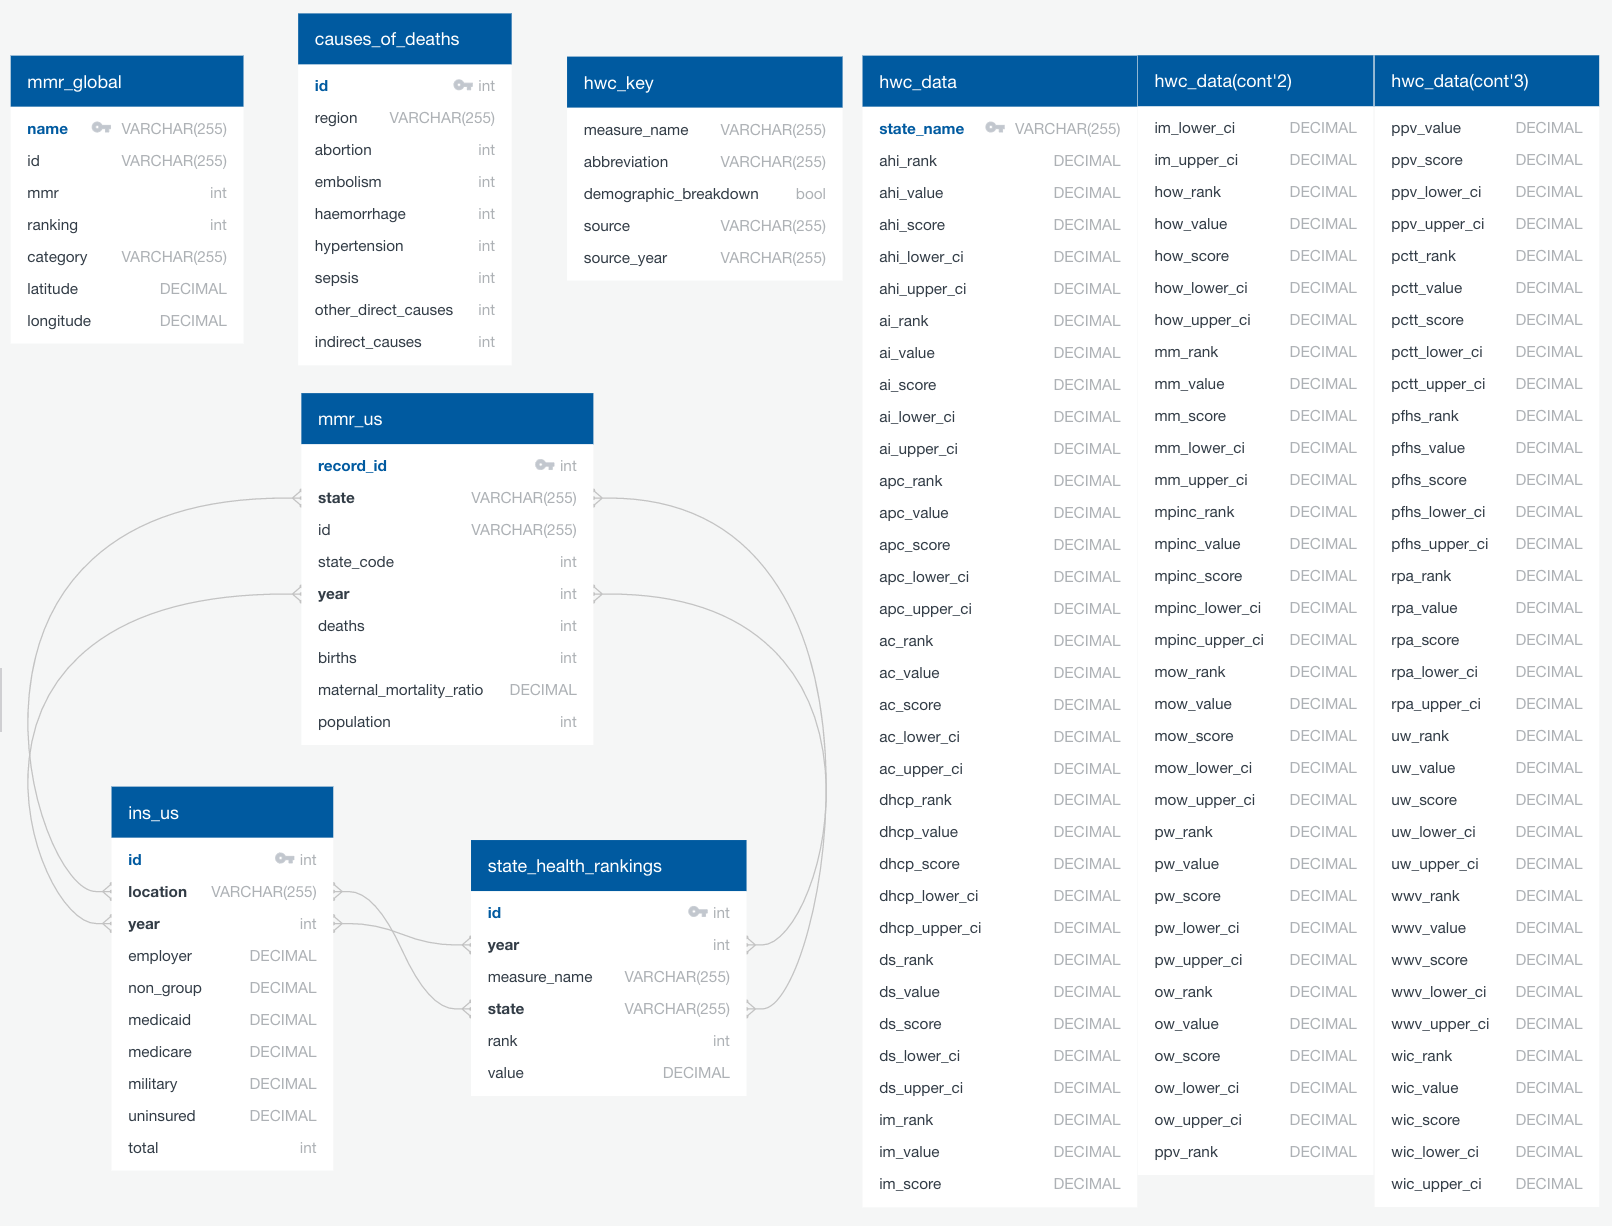 mmr_global
name VARCHAR(255)
id VARCHAR(255)
mmr int
ranking int
category VARCHAR(255)
latitude DECIMAL
longitude DECIMAL
causes_of_deaths
id int
region VARCHAR(255)
abortion int
embolism int
haemorrhage int
hypertension int
sepsis int
other_direct_causes int
indirect_causes int
hwc_key
measure_name VARCHAR(255)
abbreviation VARCHAR(255)
demographic_breakdown bool
source VARCHAR(255)
source_year VARCHAR(255)
mmr_us
record_id int
state VARCHAR(255)
id VARCHAR(255)
state_code int
year int
deaths int
births int
maternal_mortality_ratio DECIMAL
population int
ins_us
id int
location VARCHAR(255)
year int
employer DECIMAL
non_group DECIMAL
medicaid DECIMAL
medicare DECIMAL
military DECIMAL
uninsured DECIMAL
total int
state_health_rankings
id int
year int
measure_name VARCHAR(255)
state VARCHAR(255)
rank int
value DECIMAL
hwc_data
state_name VARCHAR(255)
ahi_rank DECIMAL
ahi_value DECIMAL
ahi_score DECIMAL
ahi_lower_ci DECIMAL
ahi_upper_ci DECIMAL
ai_rank DECIMAL
ai_value DECIMAL
ai_score DECIMAL
ai_lower_ci DECIMAL
ai_upper_ci DECIMAL
apc_rank DECIMAL
apc_value DECIMAL
apc_score DECIMAL
apc_lower_ci DECIMAL
apc_upper_ci DECIMAL
ac_rank DECIMAL
ac_value DECIMAL
ac_score DECIMAL
ac_lower_ci DECIMAL
ac_upper_ci DECIMAL
dhcp_rank DECIMAL
dhcp_value DECIMAL
dhcp_score DECIMAL
dhcp_lower_ci DECIMAL
dhcp_upper_ci DECIMAL
ds_rank DECIMAL
ds_value DECIMAL
ds_score DECIMAL
ds_lower_ci DECIMAL
ds_upper_ci DECIMAL
im_rank DECIMAL
im_value DECIMAL
im_score DECIMAL
hwc_data(cont'2)
im_lower_ci DECIMAL
im_upper_ci DECIMAL
how_rank DECIMAL
how_value DECIMAL
how_score DECIMAL
how_lower_ci DECIMAL
how_upper_ci DECIMAL
mm_rank DECIMAL
mm_value DECIMAL
mm_score DECIMAL
mm_lower_ci DECIMAL
mm_upper_ci DECIMAL
mpinc_rank DECIMAL
mpinc_value DECIMAL
mpinc_score DECIMAL
mpinc_lower_ci DECIMAL
mpinc_upper_ci DECIMAL
mow_rank DECIMAL
mow_value DECIMAL
mow_score DECIMAL
mow_lower_ci DECIMAL
mow_upper_ci DECIMAL
pw_rank DECIMAL
pw_value DECIMAL
pw_score DECIMAL
pw_lower_ci DECIMAL
pw_upper_ci DECIMAL
ow_rank DECIMAL
ow_value DECIMAL
ow_score DECIMAL
ow_lower_ci DECIMAL
ow_upper_ci DECIMAL
ppv_rank DECIMAL
hwc_data(cont'3)
ppv_value DECIMAL
ppv_score DECIMAL
ppv_lower_ci DECIMAL
ppv_upper_ci DECIMAL
pctt_rank DECIMAL
pctt_value DECIMAL
pctt_score DECIMAL
pctt_lower_ci DECIMAL
pctt_upper_ci DECIMAL
pfhs_rank DECIMAL
pfhs_value DECIMAL
pfhs_score DECIMAL
pfhs_lower_ci DECIMAL
pfhs_upper_ci DECIMAL
rpa_rank DECIMAL
rpa_value DECIMAL
rpa_score DECIMAL
rpa_lower_ci DECIMAL
rpa_upper_ci DECIMAL
uw_rank DECIMAL
uw_value DECIMAL
uw_score DECIMAL
uw_lower_ci DECIMAL
uw_upper_ci DECIMAL
wwv_rank DECIMAL
wwv_value DECIMAL
wwv_score DECIMAL
wwv_lower_ci DECIMAL
wwv_upper_ci DECIMAL
wic_rank DECIMAL
wic_value DECIMAL
wic_score DECIMAL
wic_lower_ci DECIMAL
wic_upper_ci DECIMAL